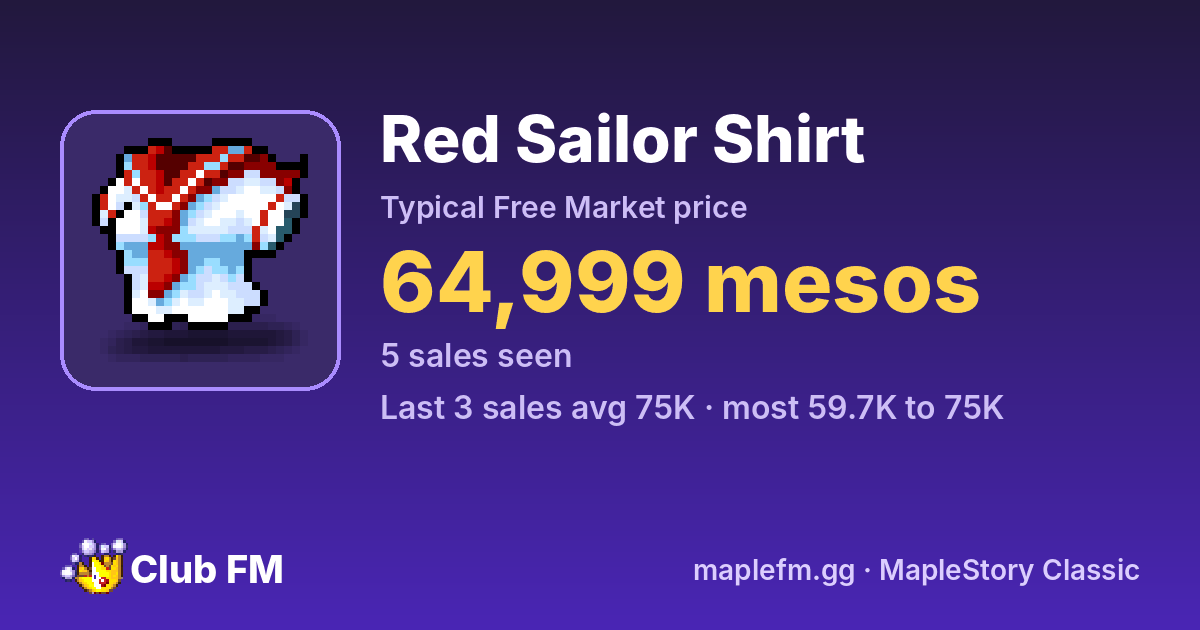 Red Sailor Shirt
Typical Free Market price
64,999 mesos
5 sales seen
Last 3 sales avg 75K · most 59.7K to 75K
Club FM
maplefm.gg · MapleStory Classic